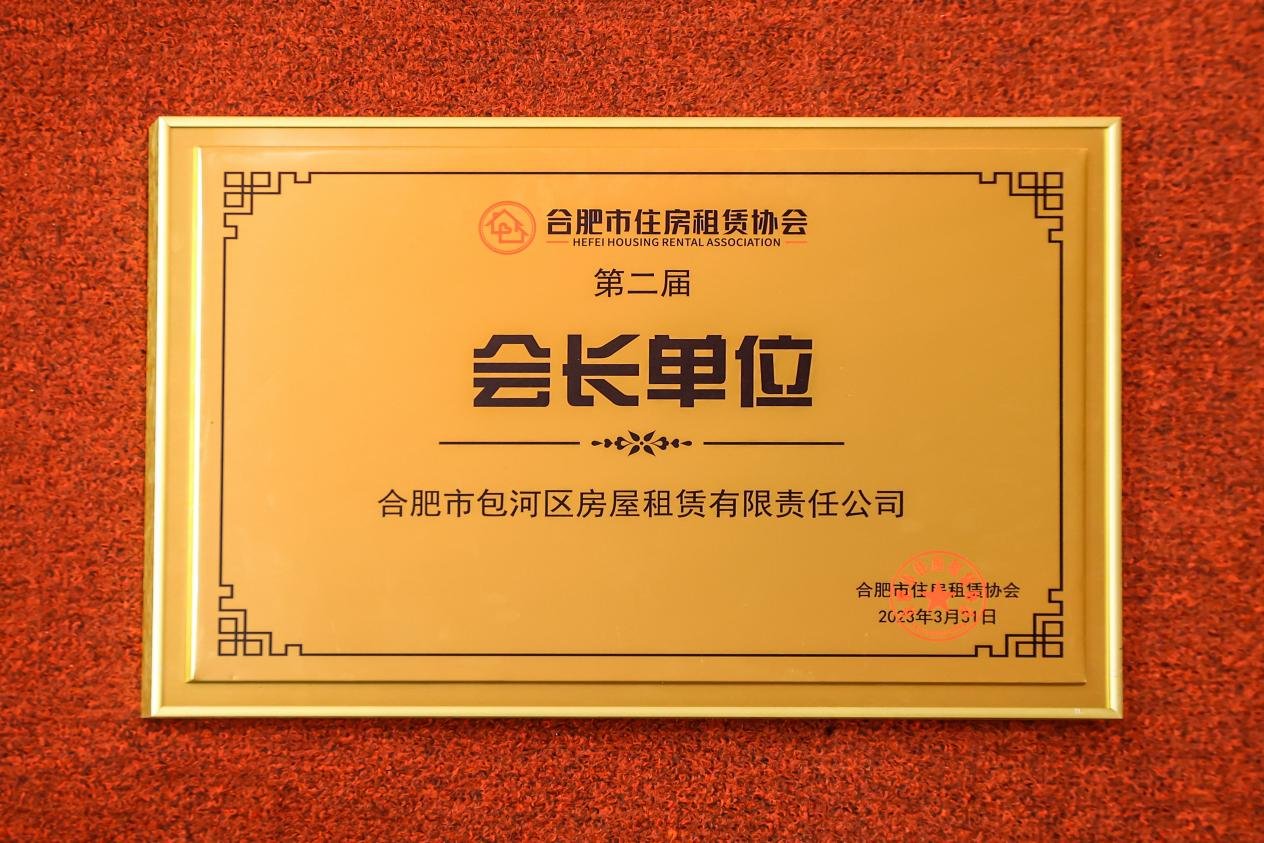 合肥市住房租赁协会
HEFEI HOUSING RENTAL ASSOCIATION
第二届
会长单位
合肥市包河区房屋租赁有限责任公司
合肥市住房租赁协会
2023年3月31日